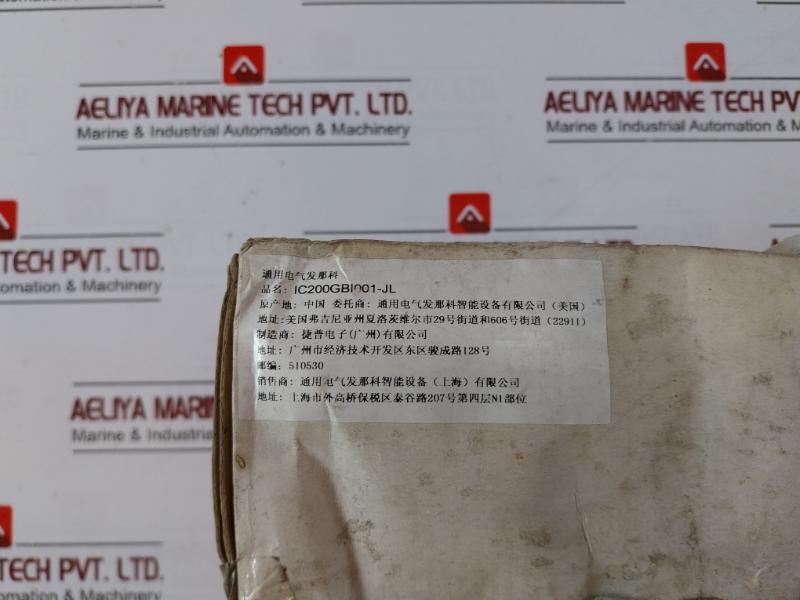 AELIYA MARINE TECH PVT. LTD.
Marine & Industrial Automation & Machinery
AELIYA MARINE TECH PVT. LTD.
Marine & Industrial Automation & Machinery
TECH PVT. LTD.
Automation & Machinery
通用电气发那科
品名: IC200GBI001-JL
原产地: 中国 委托商: 通用电气发那科智能设备有限公司 (美国)
地址:美国弗吉尼亚州夏洛茨维尔市29号街道和606号街道 (22911)
制造商: 捷普电子(广州)有限公司
地址: 广州市经济技术开发区东区骏成路128号
邮编: 510530
销售商: 通用电气发那科智能设备 (上海) 有限公司
地址: 上海市外高桥保税区泰谷路207号第四层N1部位
AELIYA MARINE
Marine & Industrial
TECH PVT. LTD.
Automation & Machinery